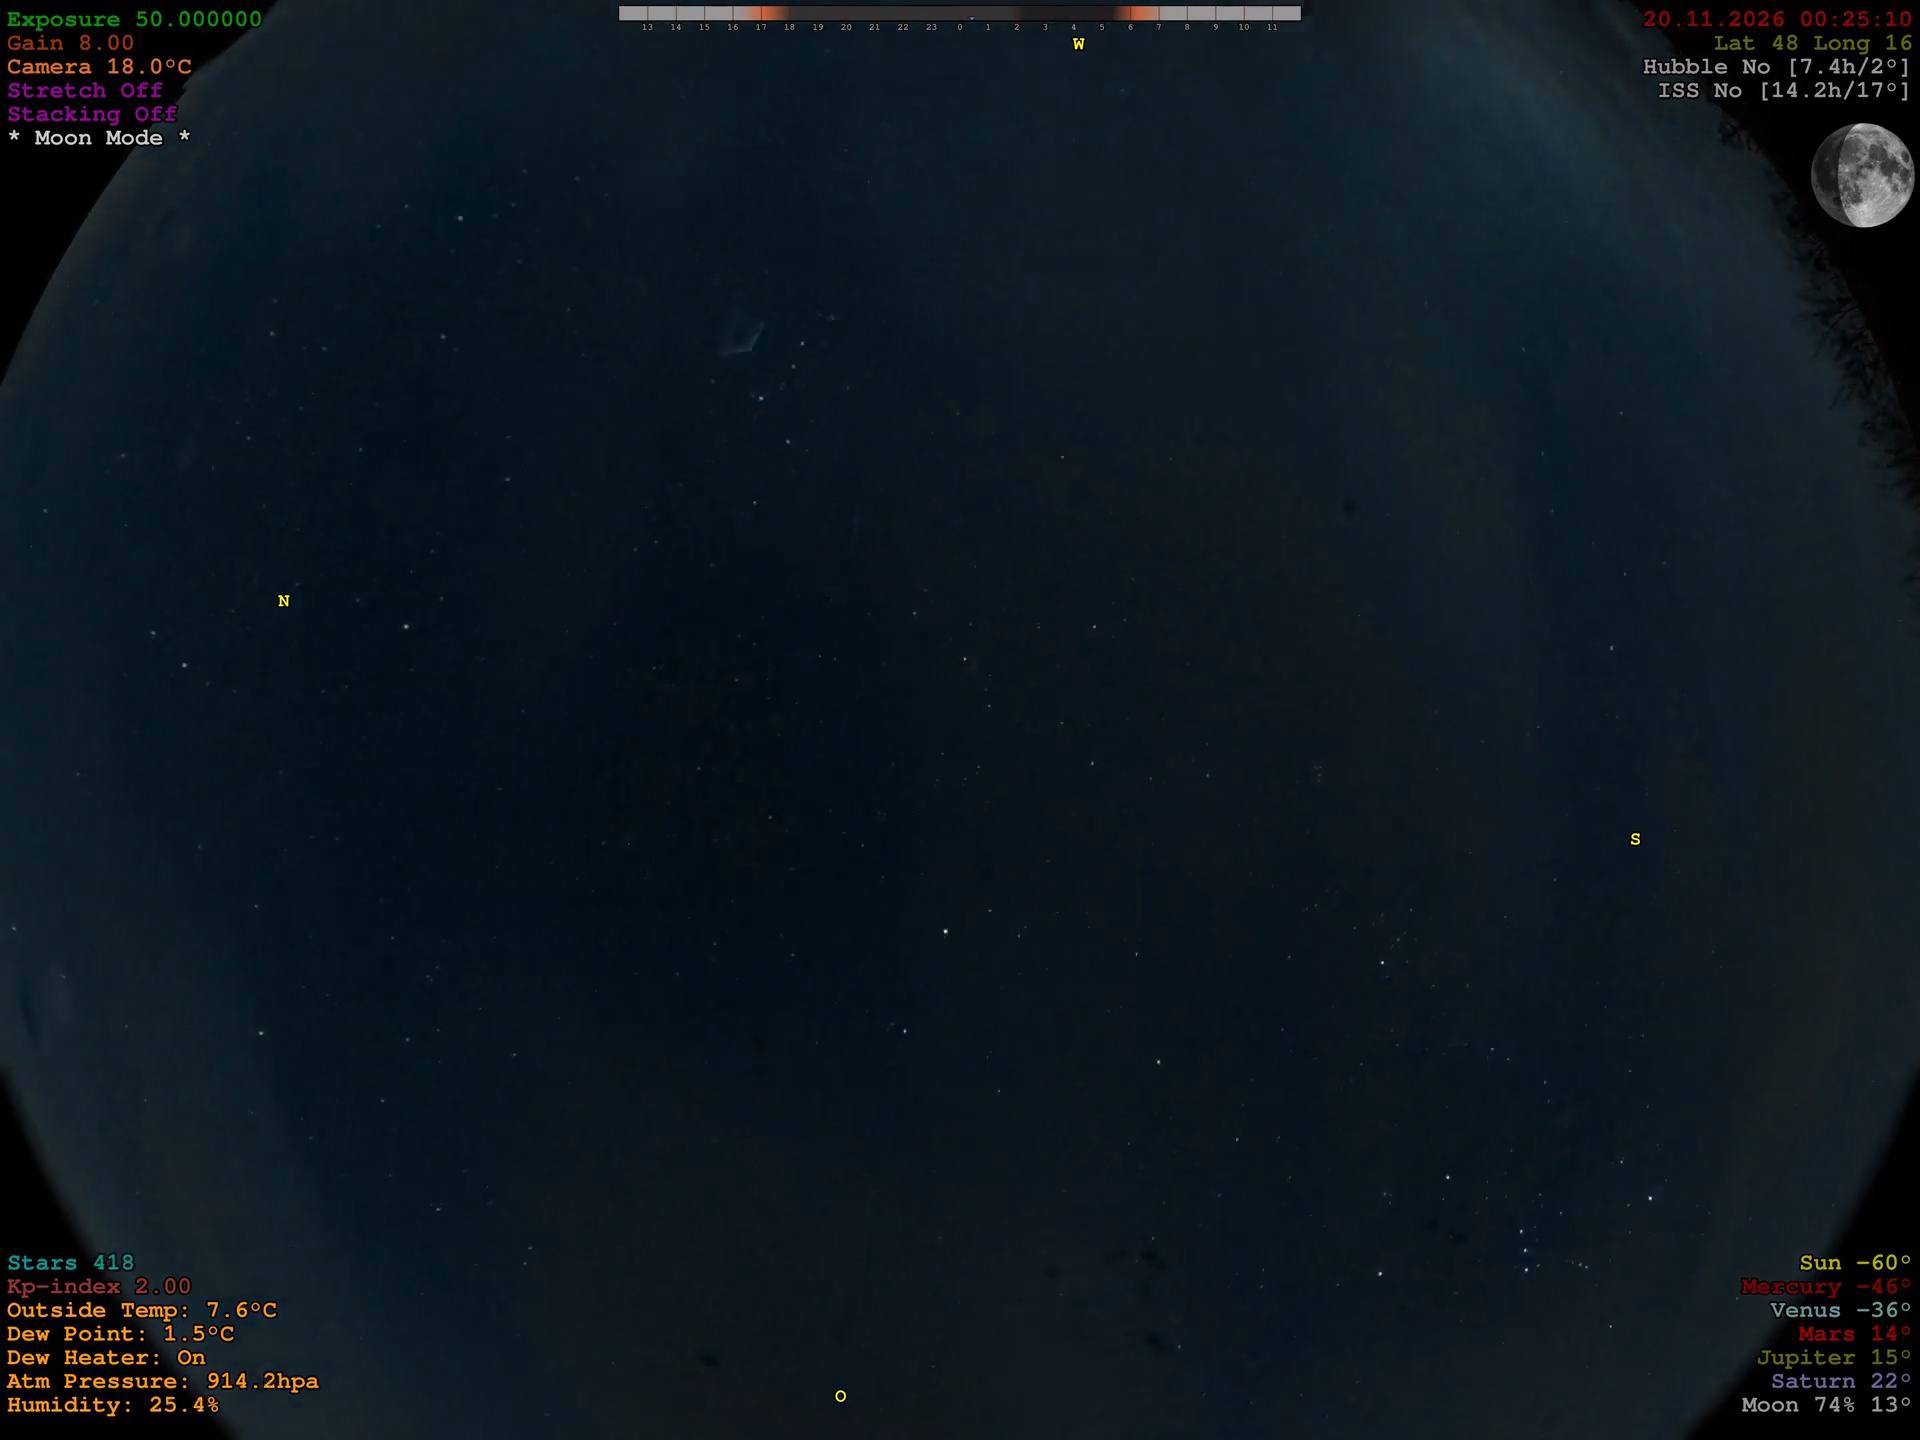 Exposure 50.000000
Gain 8.00
Camera 18.0°C
Stretch Off
Stacking Off
* Moon Mode *
13 14 15 16 17 18 19 20 21 22 23 0 1 2 3 4 5 6 7 8 9 10 11
W
20.11.2026 00:25:10
Lat 48 Long 16
Hubble No [7.4h/2°]
ISS No [14.2h/17°]
N
S
Stars 418
Kp-index 2.00
Outside Temp: 7.6°C
Dew Point: 1.5°C
Dew Heater: On
Atm Pressure: 914.2hpa
Humidity: 25.4%
O
Sun -60°
Mercury -46°
Venus -36°
Mars 14°
Jupiter 15°
Saturn 22°
Moon 74% 13°